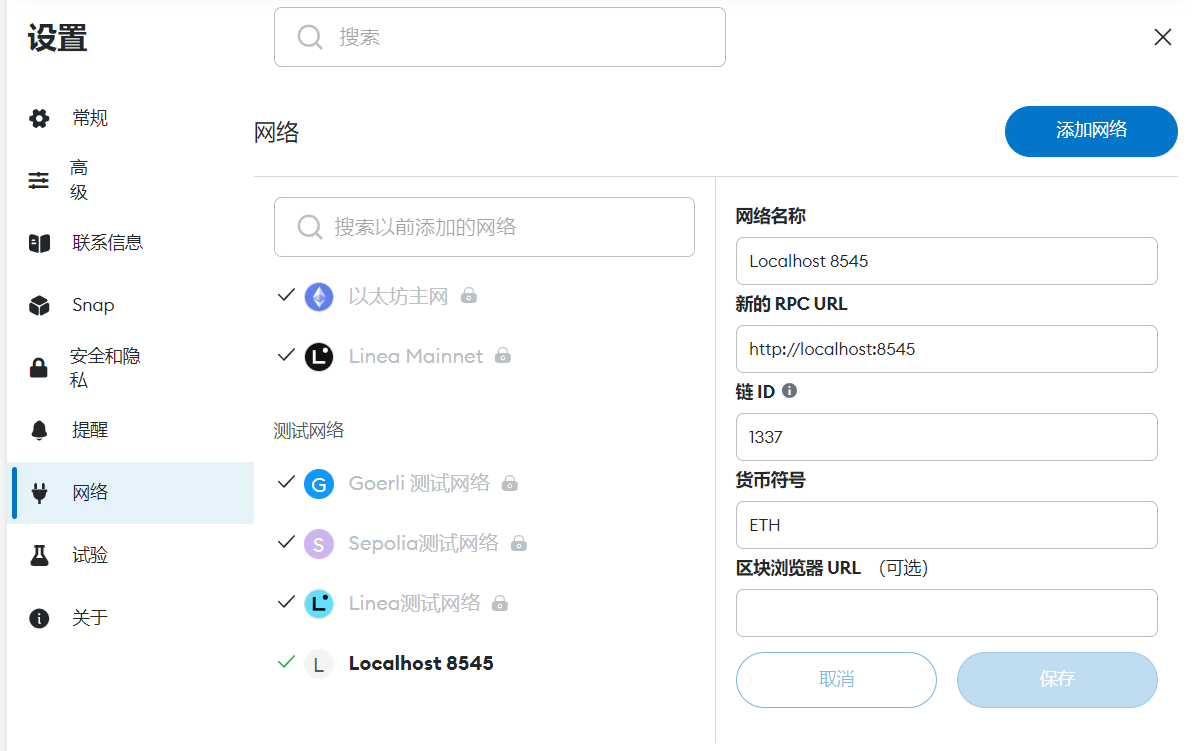 设置
搜索
常规
高
级
联系信息
Snap
安全和隐
私
提醒
网络
试验
关于
网络
添加网络
搜索以前添加的网络
以太坊主网
L Linea Mainnet
测试网络
G Goerli 测试网络
S Sepolia测试网络
L Linea测试网络
L Localhost 8545
网络名称
Localhost 8545
新的 RPC URL
http://localhost:8545
链 ID
1337
货币符号
ETH
区块浏览器 URL （可选）
取消
保存